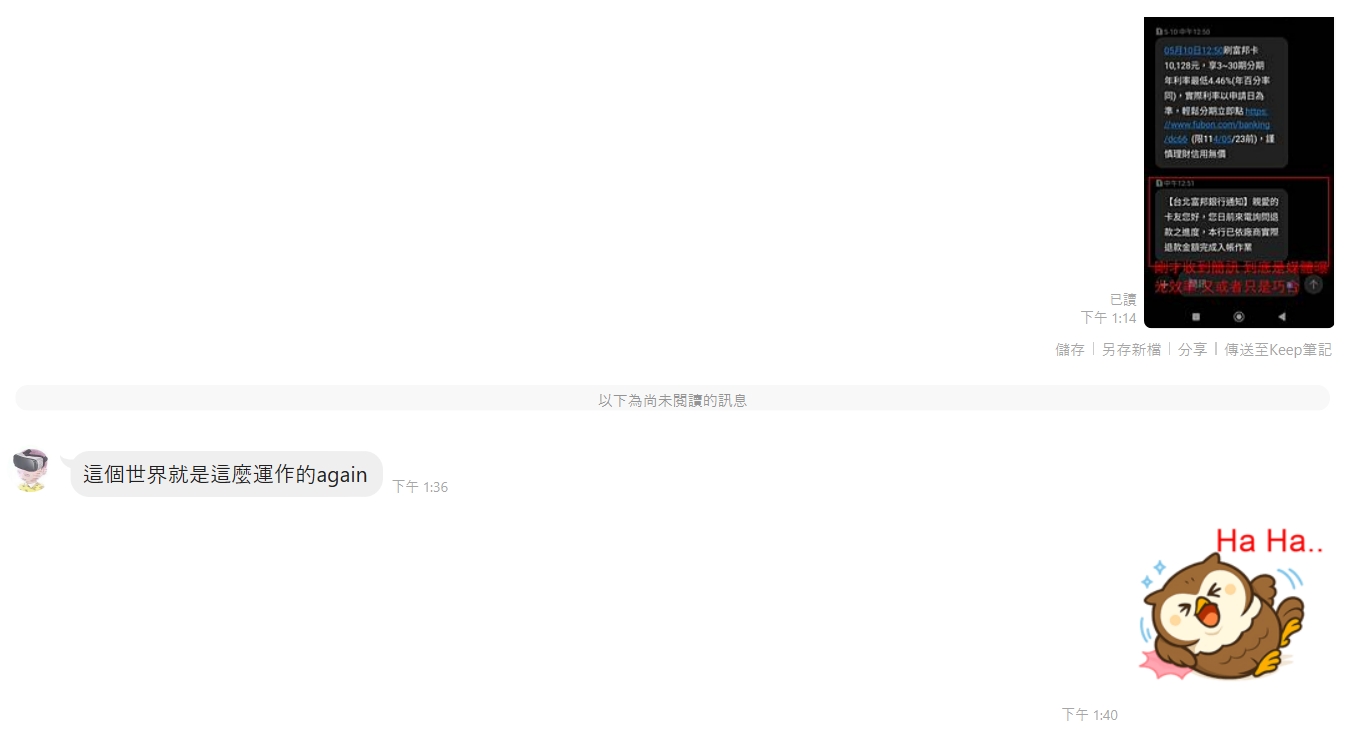 5-10 中午12:50
05月10日12:50刷富邦卡
10,128元，享3~30期分期
年利率最低4.46%(年百分率
同)，實際利率以申請日為
準，輕鬆分期立即點 https:
//www.fubon.com/banking
/dc66 (限114/05/23前)，謹
慎理財信用無價
中午12:51
【台北富邦銀行通知】親愛的
卡友您好，您日前來電詢問退
款之進度，本行已依廠商實際
退款金額完成入帳作業
剛才收到簡訊 到底是媒體曝
光效率 又或者只是巧合
簡訊
已讀
下午 1:14
儲存 | 另存新檔 | 分享 | 傳送至Keep筆記
以下為尚未閱讀的訊息
這個世界就是這麼運作的again
下午 1:36
Ha Ha..
下午 1:40